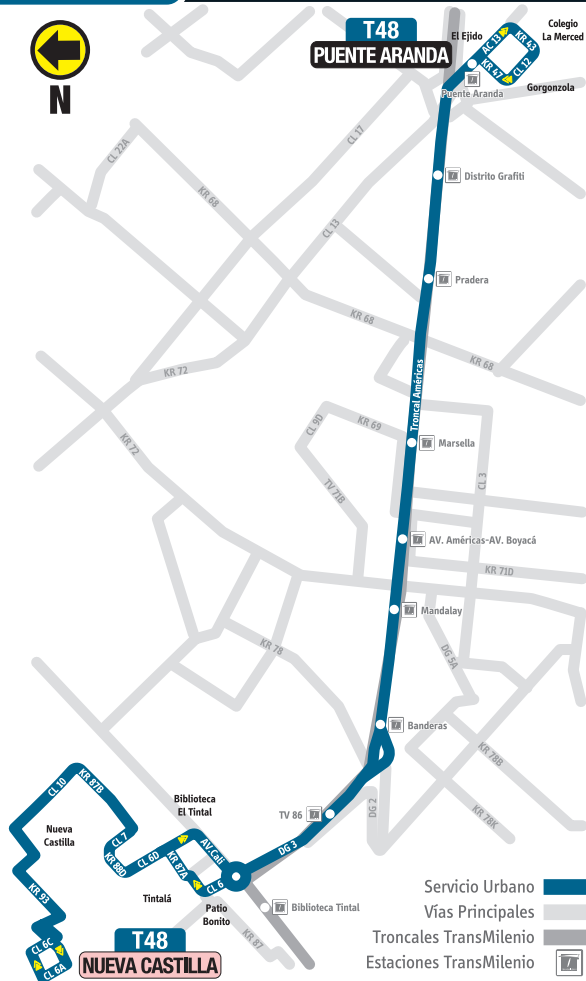 T48
PUENTE ARANDA
N
El Ejido
Colegio
La Merced
AC 13
KR 43
KR 47
CL 12
Gorgonzola
Puente Aranda
CL 17
CL 22A
Distrito Grafiti
KR 68
CL 13
Pradera
KR 68
KR 68
KR 72
Troncal Américas
CL 9D
KR 69
KR 72
Marsella
CL 3
TV 71B
AV. Américas-AV. Boyacá
KR 71D
Mandalay
KR 78
DG 5A
Banderas
KR 78B
CL 10
KR 87B
Biblioteca
El Tintal
TV 86
DG 2
KR 78K
Nueva
Castilla
CL 7
KR 88D
CL 6D
AV.Cali
DG 3
KR 87A
CL 6
KR 93
Tintalá
Patio
Bonito
Biblioteca Tintal
KR 87
CL 6C
CL 6A
T48
NUEVA CASTILLA
Servicio Urbano
Vías Principales
Troncales TransMilenio
Estaciones TransMilenio